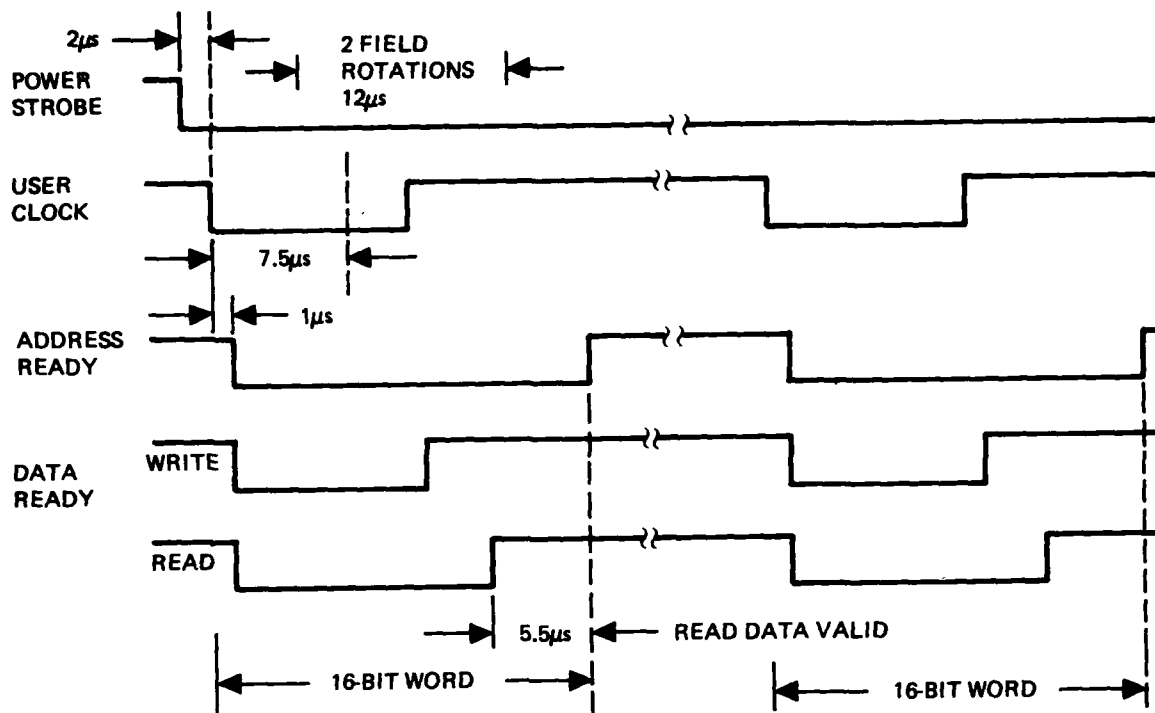 2µs
2 FIELD
ROTATIONS
12µs
POWER
STROBE
USER
CLOCK
7.5µs
1µs
ADDRESS
READY
WRITE
DATA
READY
READ
5.5µs
READ DATA VALID
16-BIT WORD
16-BIT WORD